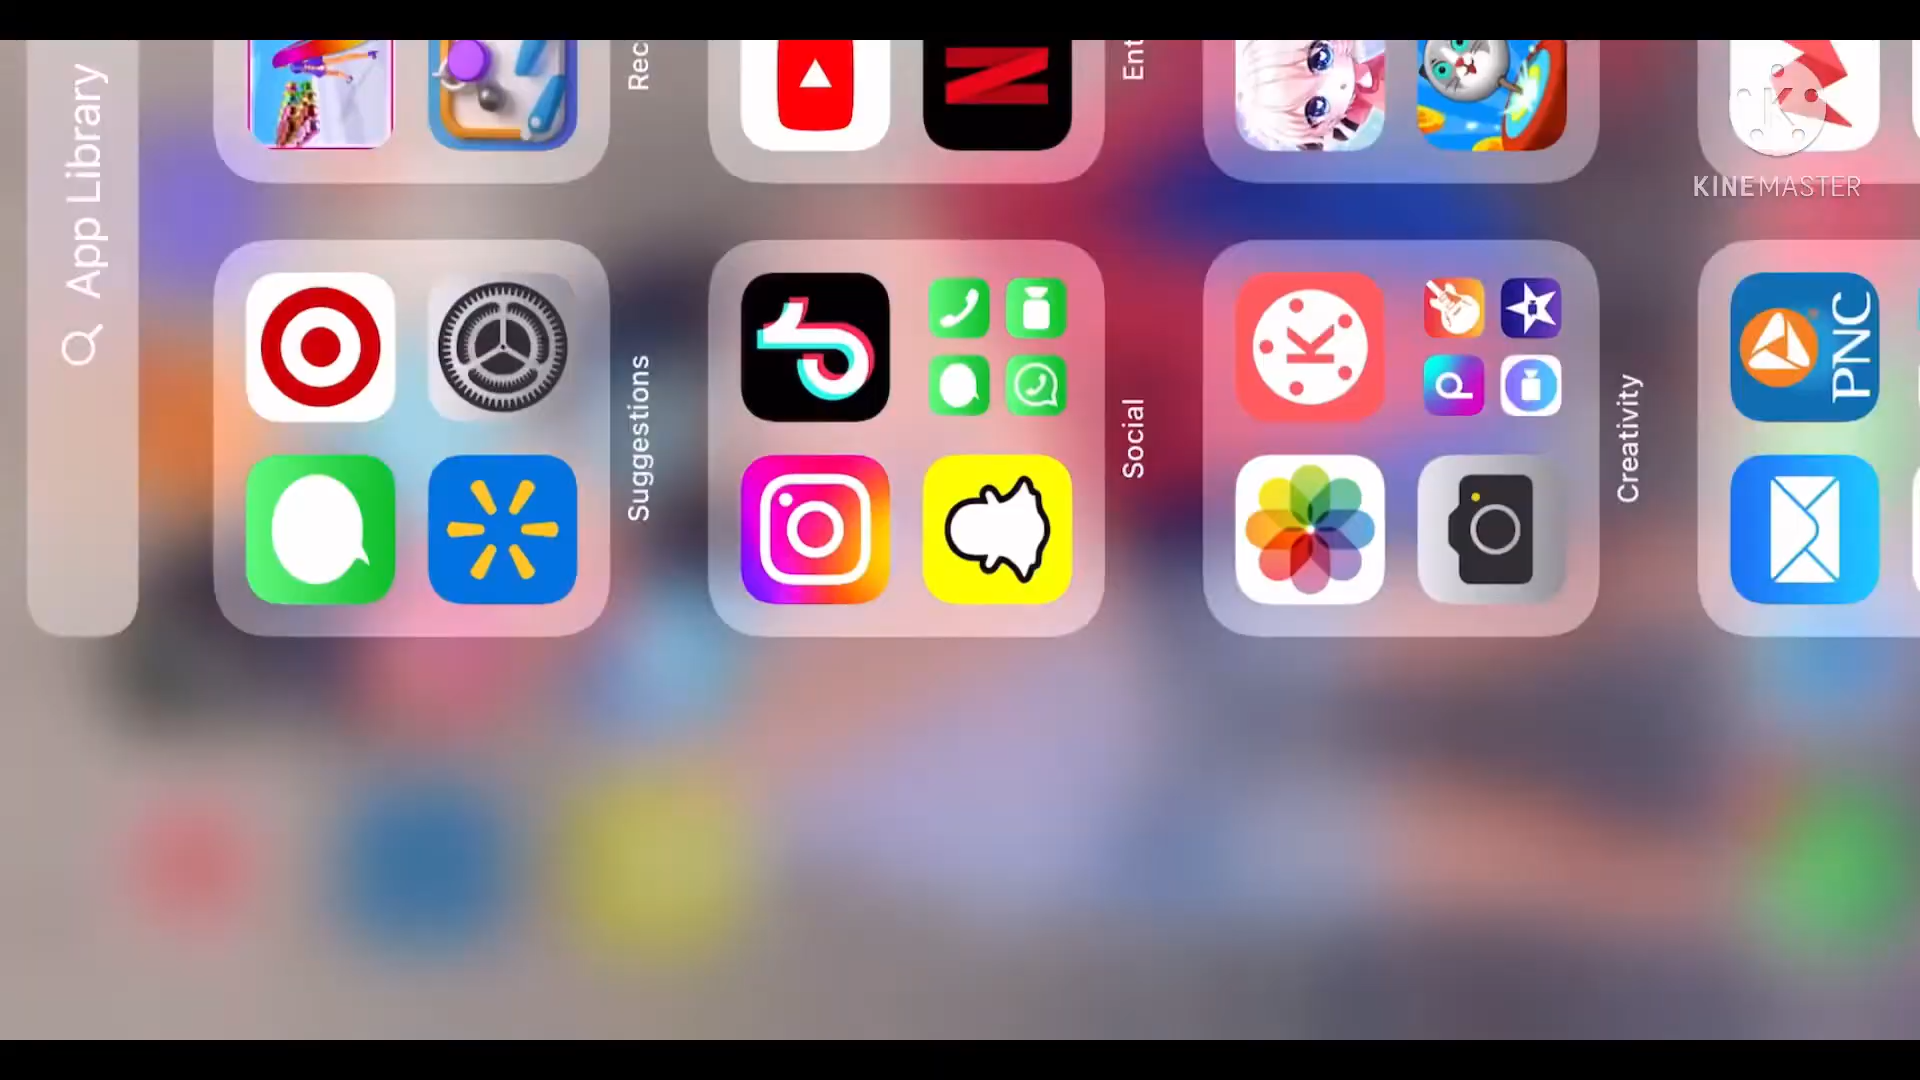 App Library
Suggestions
Rec
Social
Ent
Creativity
PNC
KINEMASTER